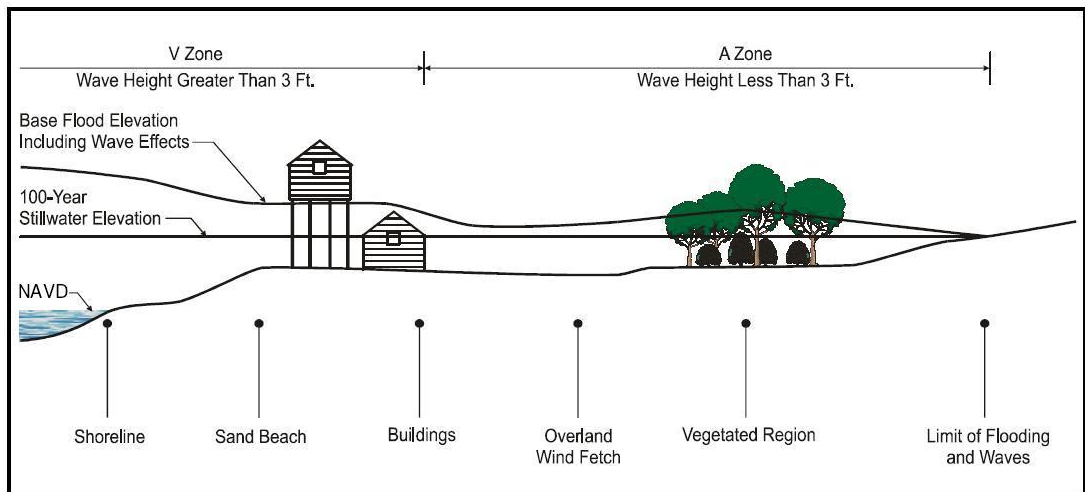 V Zone
Wave Height Greater Than 3 Ft.
A Zone
Wave Height Less Than 3 Ft.
Base Flood Elevation
Including Wave Effects
100-Year
Stillwater Elevation
NAVD
Shoreline
Sand Beach
Buildings
Overland
Wind Fetch
Vegetated Region
Limit of Flooding
and Waves